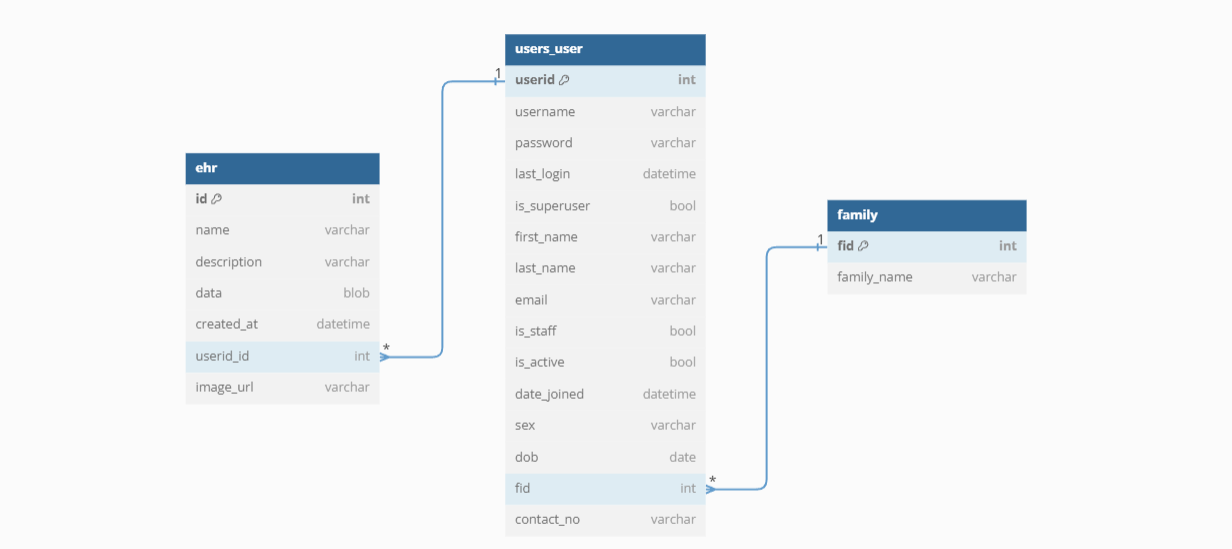 users_user
userid int
username varchar
password varchar
last_login datetime
is_superuser bool
first_name varchar
last_name varchar
email varchar
is_staff bool
is_active bool
date_joined datetime
sex varchar
dob date
fid int
contact_no varchar
1
*
ehr
id int
name varchar
description varchar
data blob
created_at datetime
userid_id int
image_url varchar
*
family
fid int
family_name varchar
1